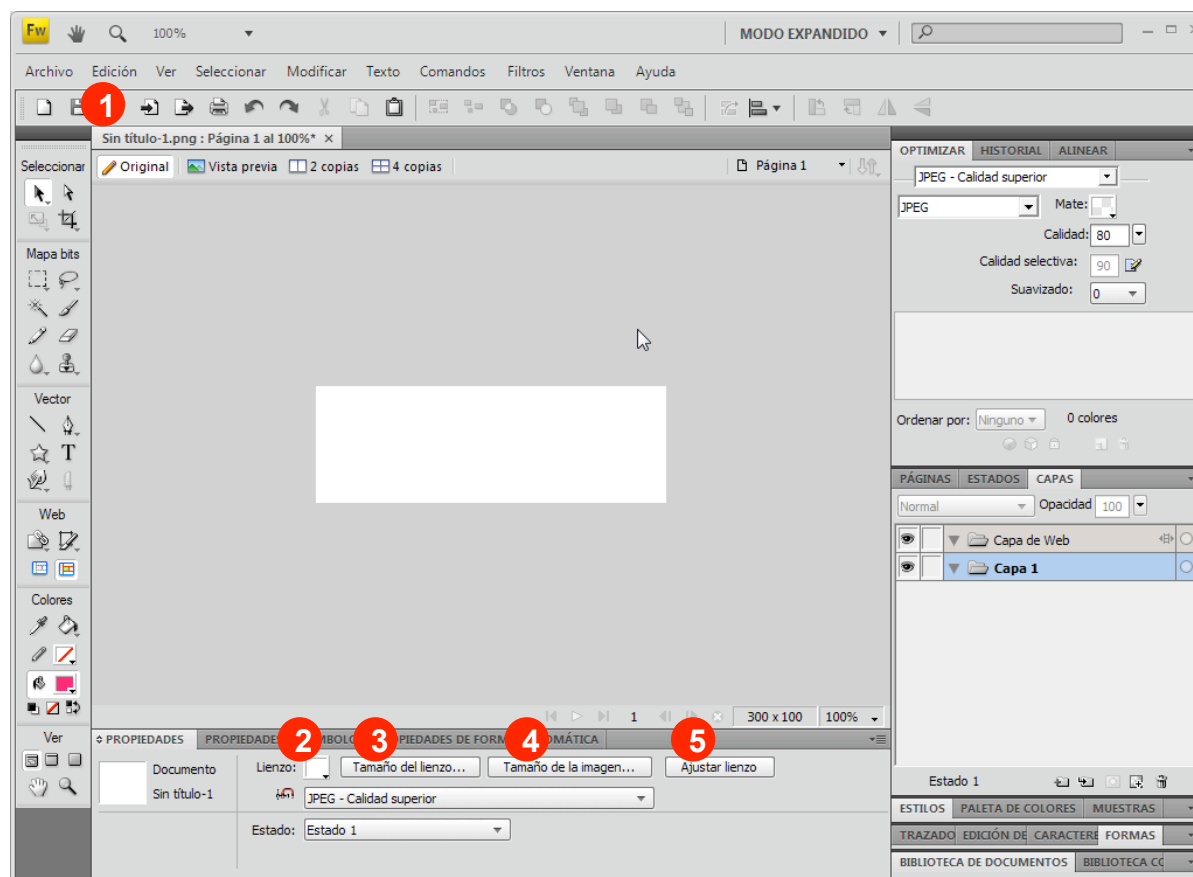 Fw 100% MODO EXPANDIDO
Archivo Edición Ver Seleccionar Modificar Texto Comandos Filtros Ventana Ayuda
1
Sin título-1.png : Página 1 al 100%* ×
Seleccionar
Original Vista previa 2 copias 4 copias Página 1
Mapa bits
Vector
T
Web
Colores
Ver
OPTIMIZAR HISTORIAL ALINEAR
JPEG - Calidad superior
JPEG Mate:
Calidad: 80
Calidad selectiva: 90
Suavizado: 0
Ordenar por: Ninguno 0 colores
PÁGINAS ESTADOS CAPAS
Normal Opacidad 100
Capa de Web
Capa 1
Estado 1
ESTILOS PALETA DE COLORES MUESTRAS
TRAZADO EDICIÓN DE CARACTERE FORMAS
BIBLIOTECA DE DOCUMENTOS BIBLIOTECA CC
1 300 x 100 100%
2 3 4 5
PROPIEDADES
Documento Lienzo: Tamaño del lienzo... Tamaño de la imagen... Ajustar lienzo
Sin título-1 JPEG - Calidad superior
Estado: Estado 1